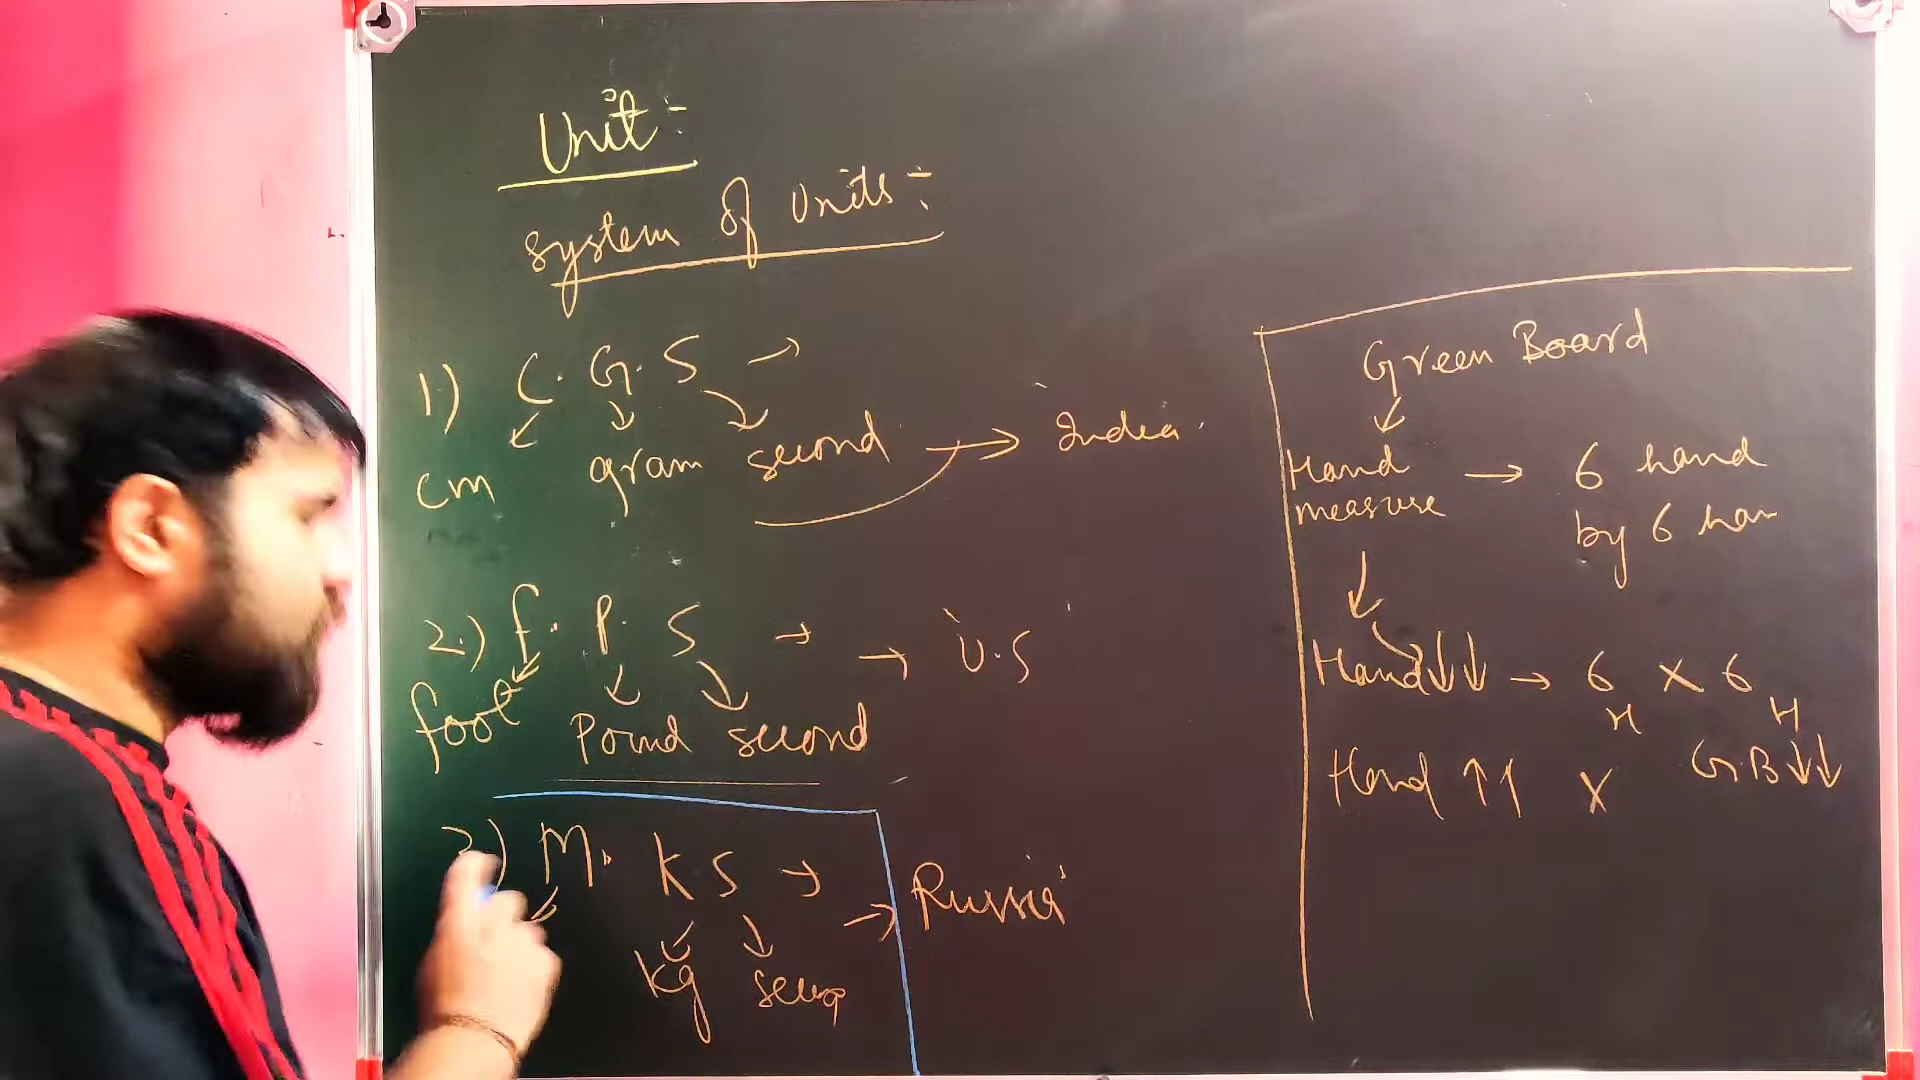 Unit:-
System of Units:-
1) C. G. S →
cm gram second → India
2.) f. P. S → → U.S
foot Pound second
3) M. K S → → Russia
kg
Green Board
Hand measure → 6 hand
by 6 han
Hand↓↓ → 6 x 6
H H
Hand ↑↑ X G.B↓↓